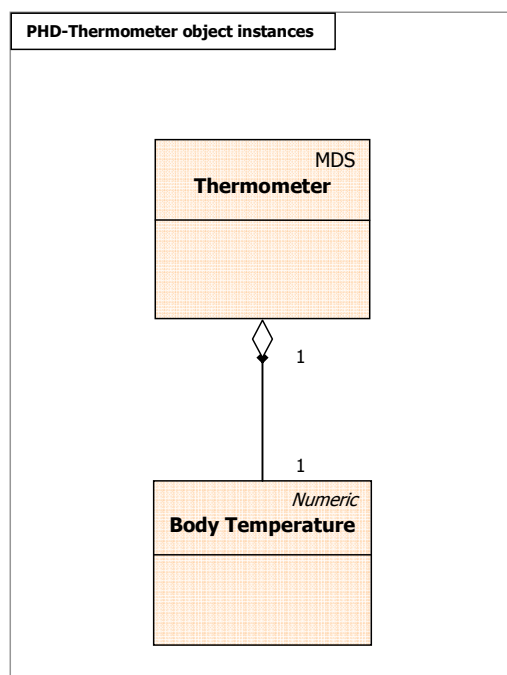 PHD-Thermometer object instances
MDS
Thermometer
1
1
Numeric
Body Temperature